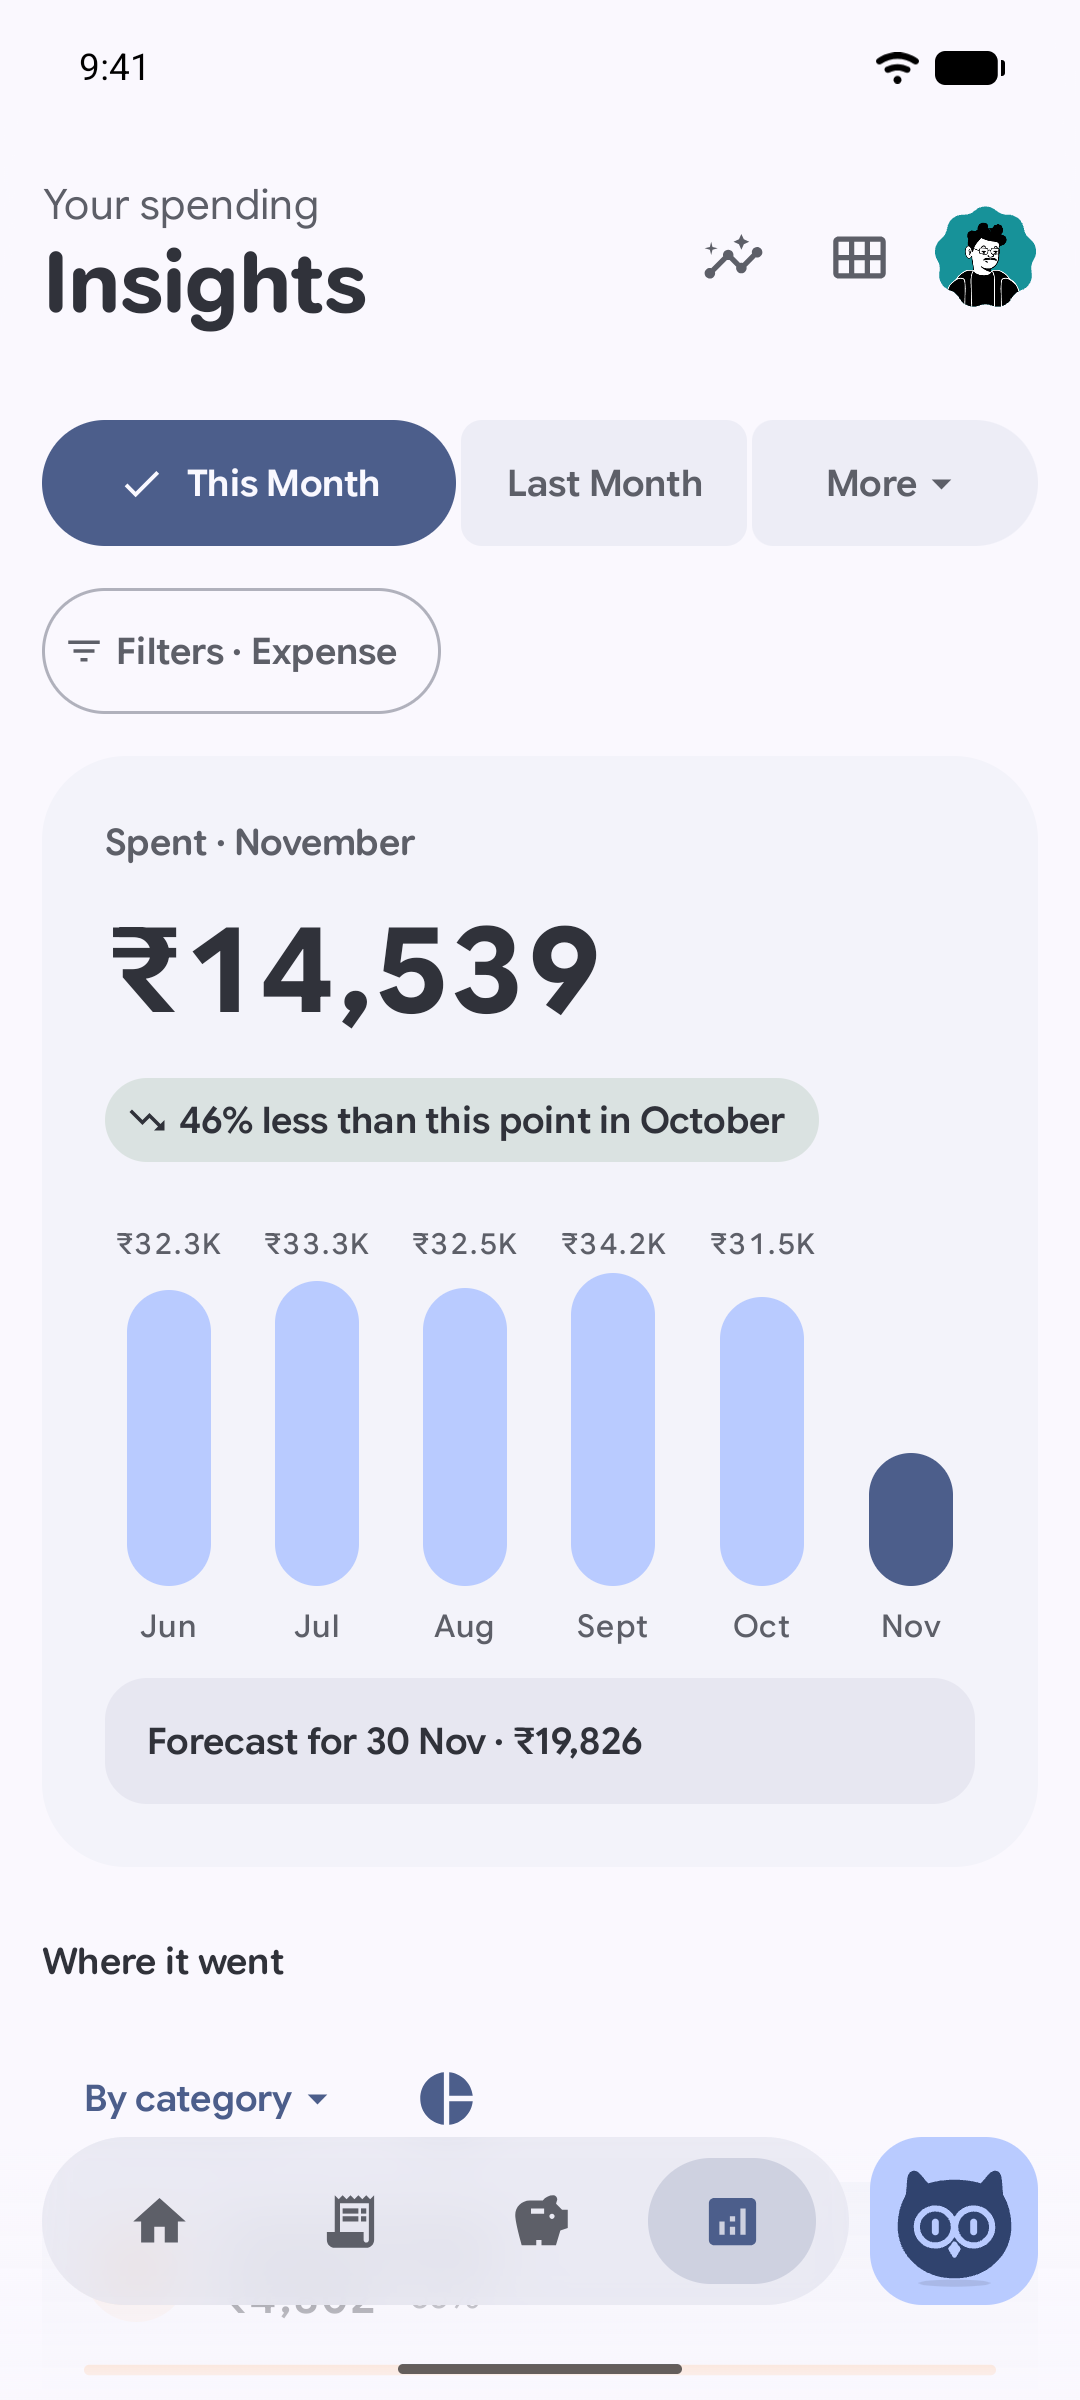 9:41
Your spending
Insights
This Month
Last Month
More
Filters · Expense
Spent · November
₹14,539
46% less than this point in October
₹32.3K ₹33.3K ₹32.5K ₹34.2K ₹31.5K
Jun Jul Aug Sept Oct Nov
Forecast for 30 Nov · ₹19,826
Where it went
By category